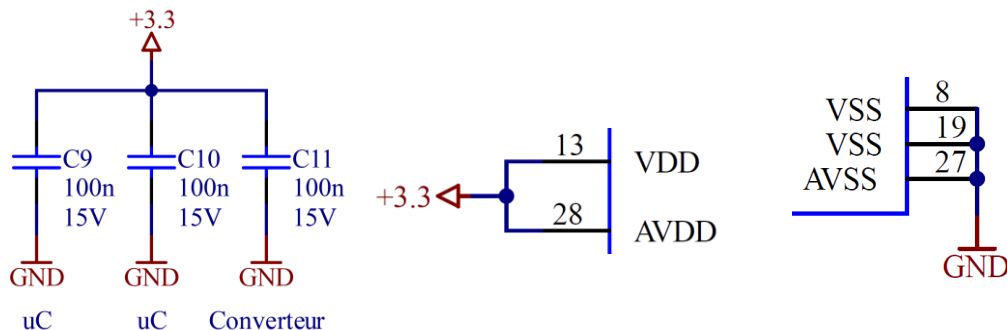 +3.3
C9
100n
15V
C10
100n
15V
C11
100n
15V
GND
GND
GND
uC
uC
Converteur
+3.3
13
VDD
28
AVDD
VSS
8
VSS
19
AVSS
27
GND